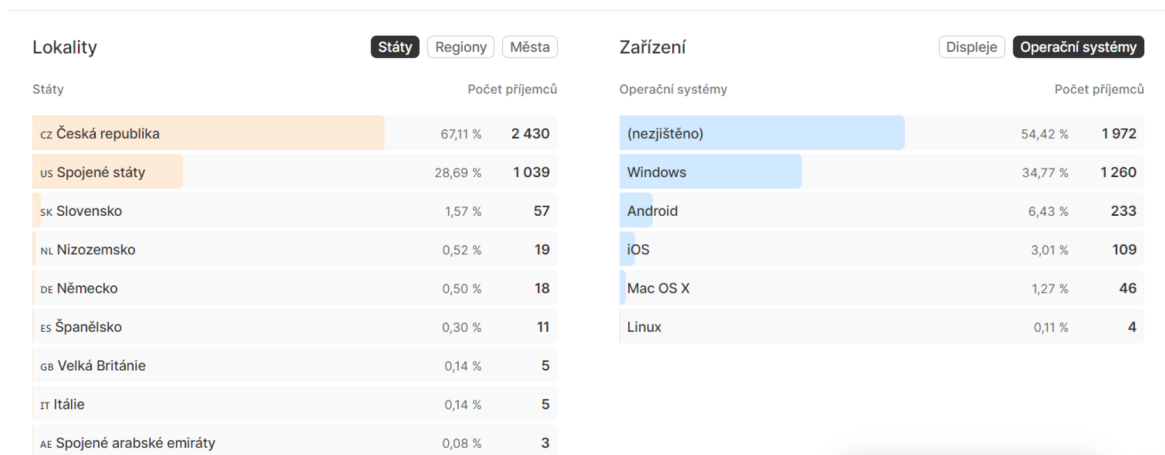 Lokality
Státy Regiony Města
Státy Počet příjemců
CZ Česká republika 67,11 % 2 430
US Spojené státy 28,69 % 1 039
SK Slovensko 1,57 % 57
NL Nizozemsko 0,52 % 19
DE Německo 0,50 % 18
ES Španělsko 0,30 % 11
GB Velká Británie 0,14 % 5
IT Itálie 0,14 % 5
AE Spojené arabské emiráty 0,08 % 3
Zařízení
Displeje Operační systémy
Operační systémy Počet příjemců
(nezjištěno) 54,42 % 1 972
Windows 34,77 % 1 260
Android 6,43 % 233
iOS 3,01 % 109
Mac OS X 1,27 % 46
Linux 0,11 % 4